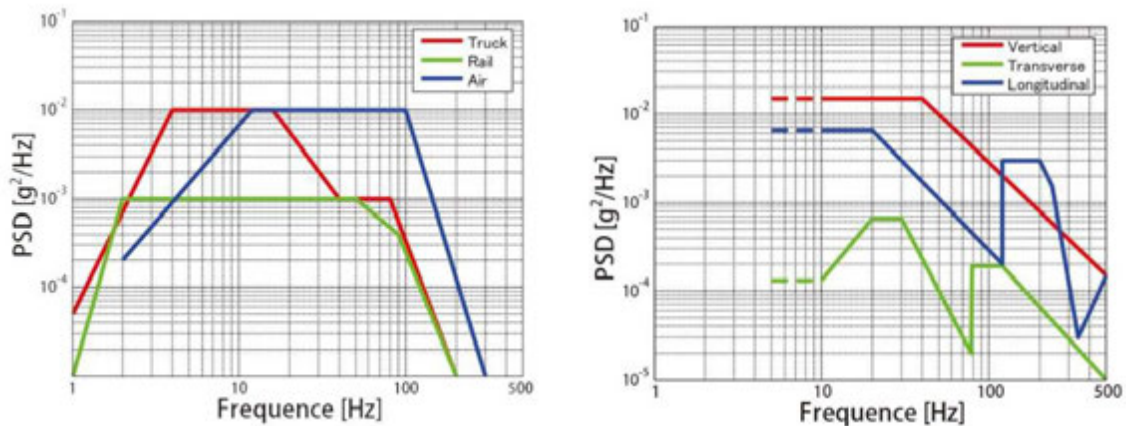 10⁻¹
10⁻²
10⁻³
10⁻⁴
PSD [g²/Hz]
Truck
Rail
Air
1
10
100
500
Frequence [Hz]
10⁻¹
10⁻²
10⁻³
10⁻⁴
10⁻⁵
PSD [g²/Hz]
Vertical
Transverse
Longitudinal
1
10
100
500
Frequence [Hz]